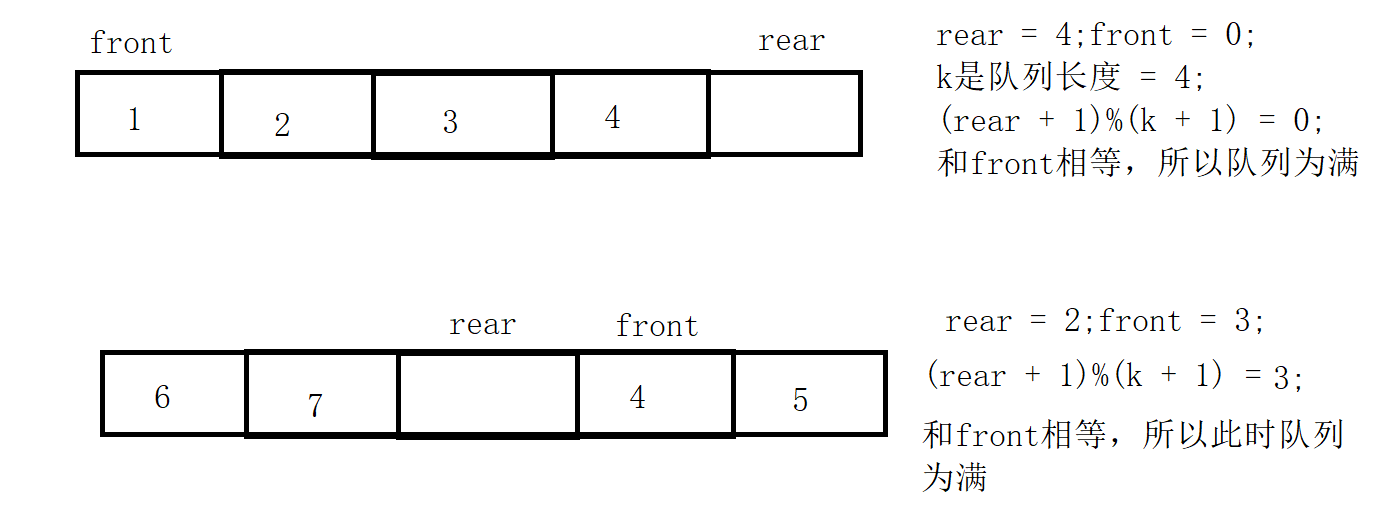 front rear
1 2 3 4
rear = 4;front = 0;
k是队列长度 = 4;
(rear + 1)%(k + 1) = 0;
和front相等，所以队列为满
rear front
6 7 4 5
rear = 2;front = 3;
(rear + 1)%(k + 1) = 3;
和front相等，所以此时队列
为满